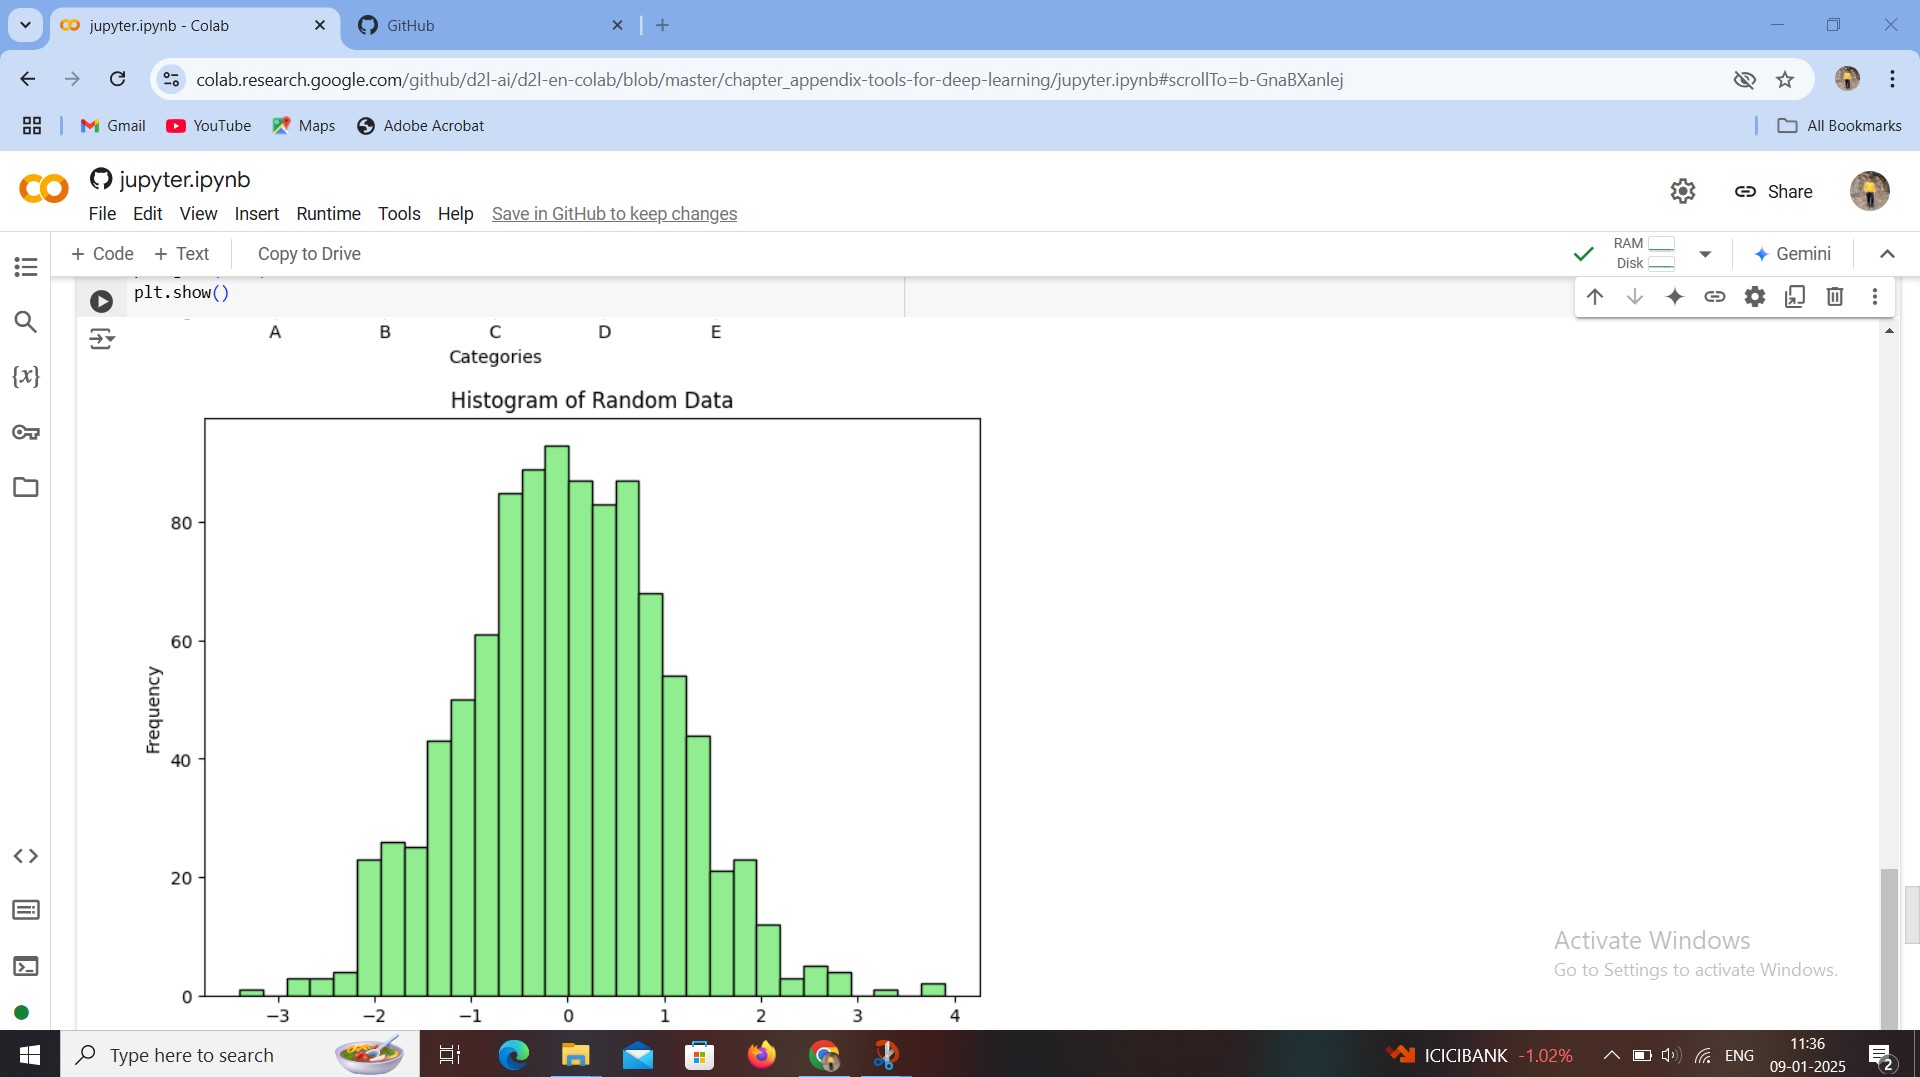 jupyter.ipynb - Colab
GitHub
colab.research.google.com/github/d2l-ai/d2l-en-colab/blob/master/chapter_appendix-tools-for-deep-learning/jupyter.ipynb#scrollTo=b-GnaBXanlej
Gmail YouTube Maps Adobe Acrobat All Bookmarks
jupyter.ipynb
Share
File Edit View Insert Runtime Tools Help Save in GitHub to keep changes
+ Code + Text Copy to Drive
RAM
Disk
Gemini
plt.show()
{x}
A B C D E
Categories
Histogram of Random Data
80
60
40
20
0
Frequency
−3 −2 −1 0 1 2 3 4
Activate Windows
Go to Settings to activate Windows.
Type here to search
ICICIBANK -1.02%
ENG
11:36
09-01-2025
2